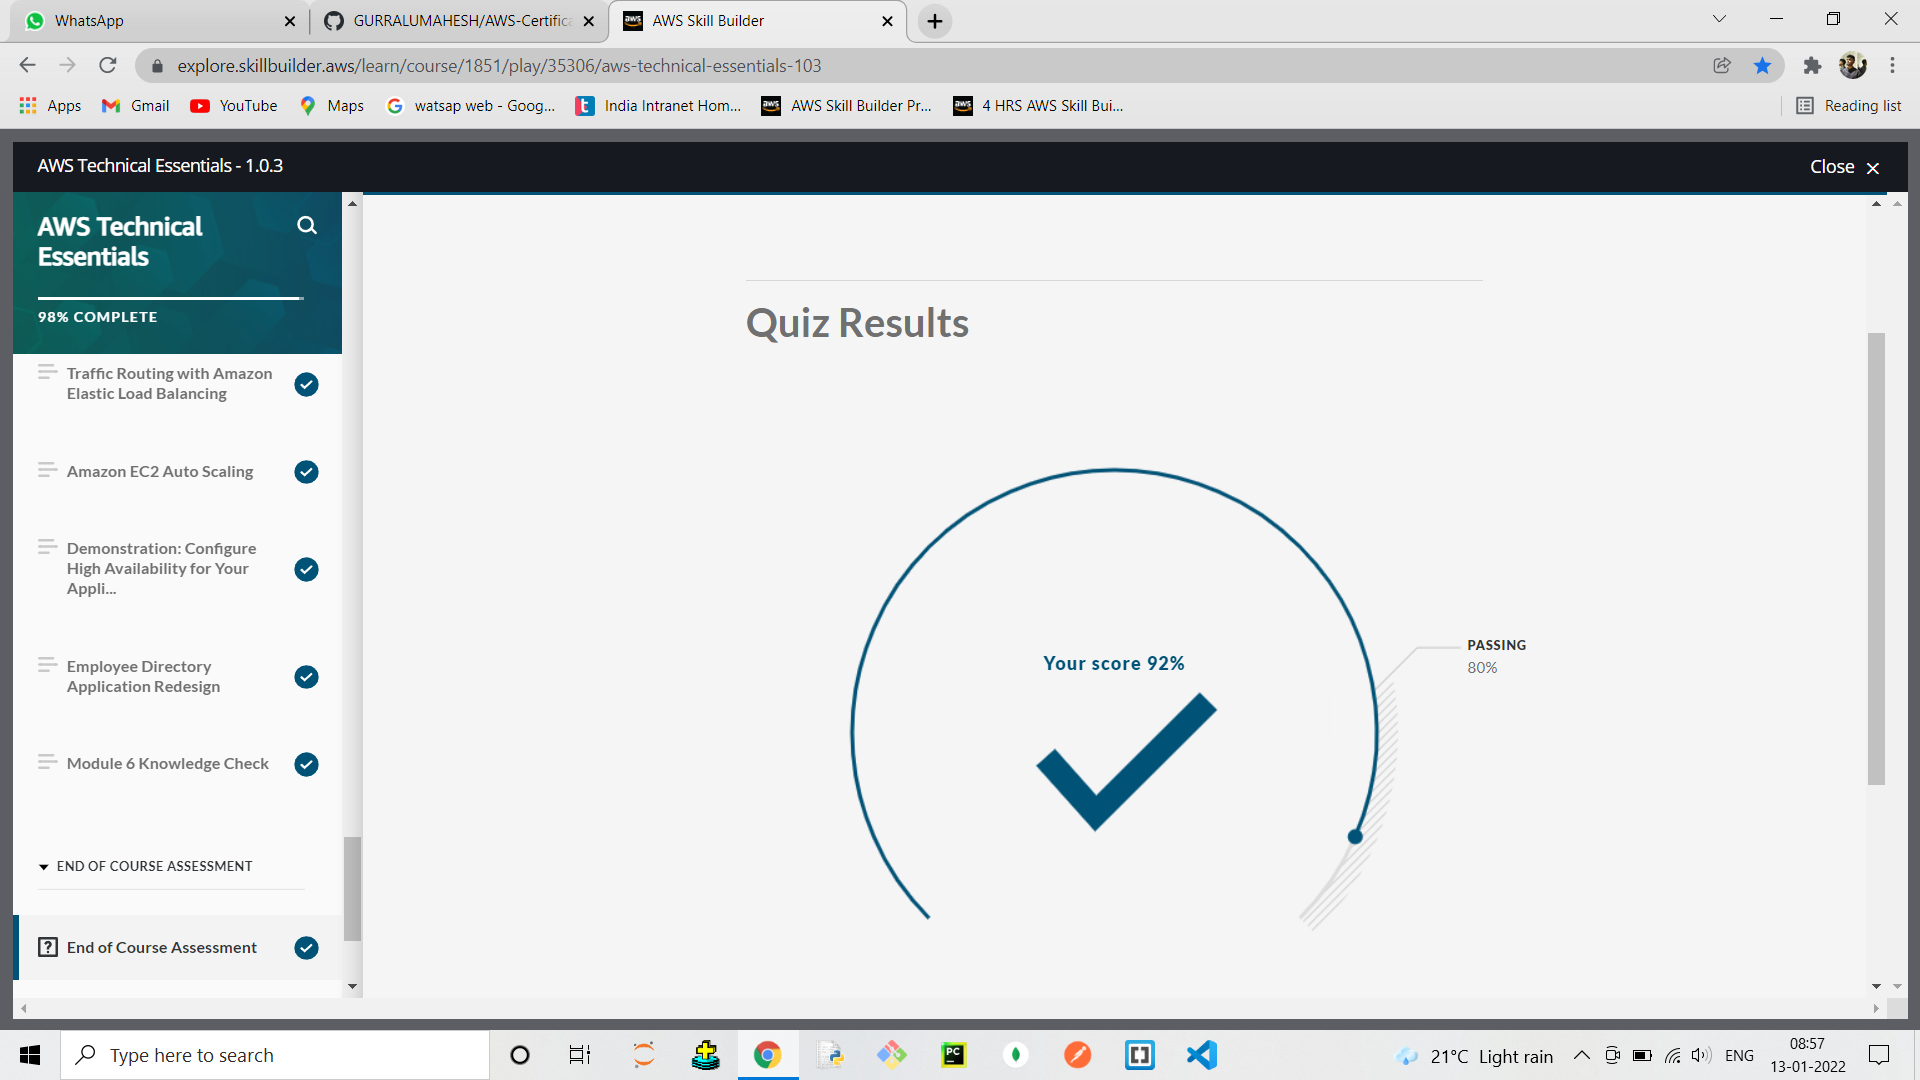 WhatsApp
GURRALUMAHESH/AWS-Certifica
aws
AWS Skill Builder
explore.skillbuilder.aws/learn/course/1851/play/35306/aws-technical-essentials-103
Apps
Gmail
YouTube
Maps
watsap web - Goog...
India Intranet Hom...
aws
AWS Skill Builder Pr...
aws
4 HRS AWS Skill Bui...
Reading list
AWS Technical Essentials - 1.0.3
Close
AWS Technical
Essentials
98% COMPLETE
Traffic Routing with Amazon
Elastic Load Balancing
Amazon EC2 Auto Scaling
Demonstration: Configure
High Availability for Your
Appli...
Employee Directory
Application Redesign
Module 6 Knowledge Check
END OF COURSE ASSESSMENT
End of Course Assessment
Quiz Results
Your score 92%
PASSING
80%
Type here to search
PC
21°C Light rain
ENG
08:57
13-01-2022